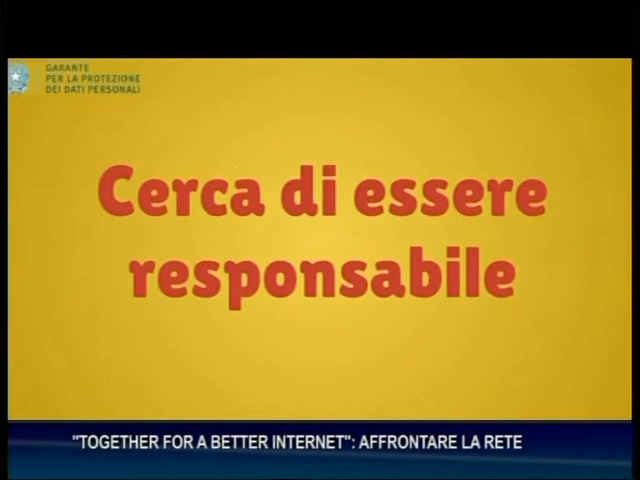 GARANTE
PER LA PROTEZIONE
DEI DATI PERSONALI
Cerca di essere
responsabile
"TOGETHER FOR A BETTER INTERNET": AFFRONTARE LA RETE